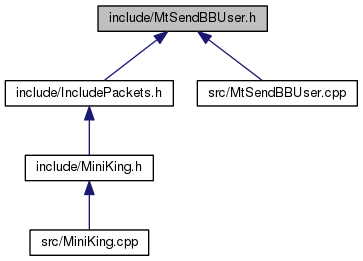 include/MtSendBBUser.h
include/IncludePackets.h
src/MtSendBBUser.cpp
include/MiniKing.h
src/MiniKing.cpp